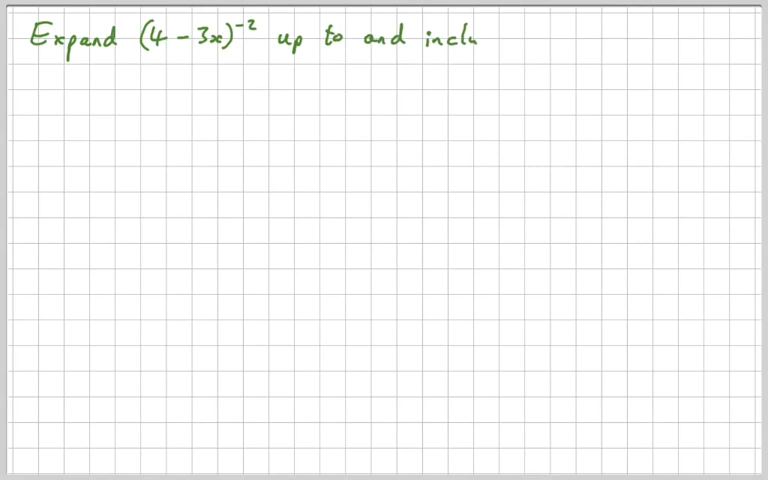 Expand (4 - 3x)⁻² up to and inclu